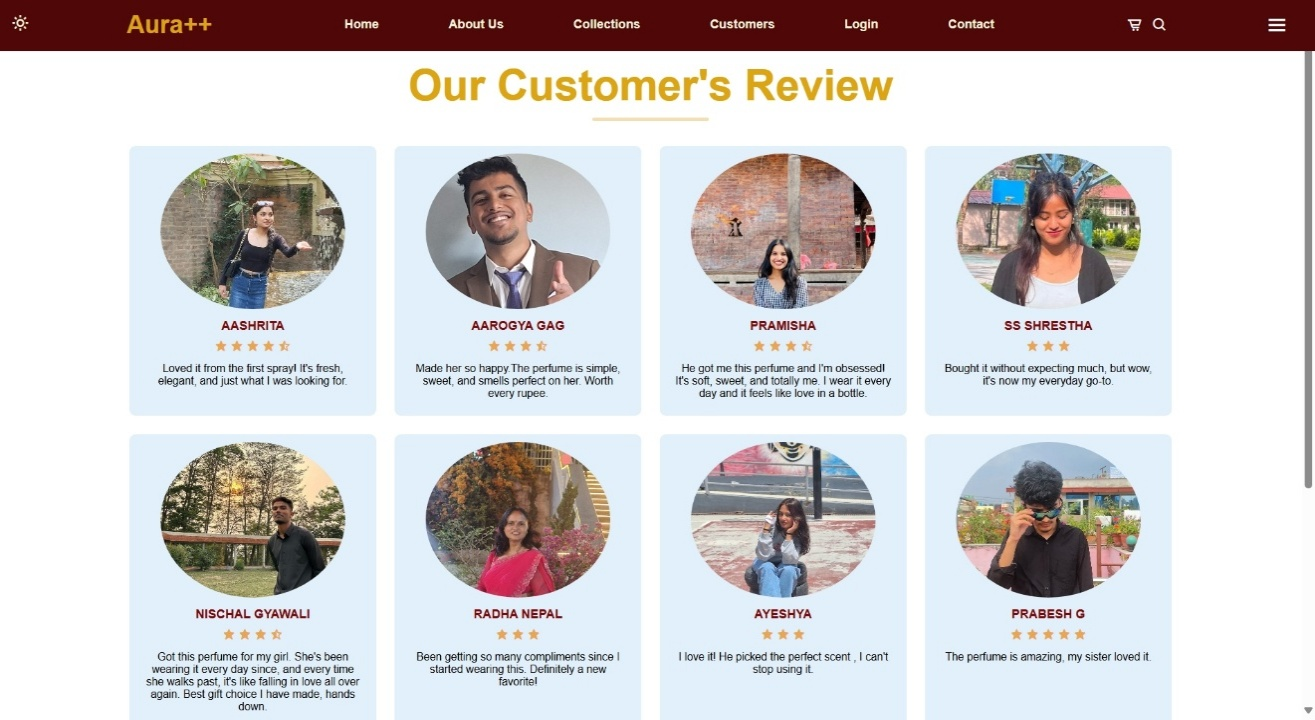 Aura++
Home
About Us
Collections
Customers
Login
Contact
Our Customer's Review
AASHRITA
Loved it from the first spray! It's fresh,
elegant, and just what I was looking for.
AAROGYA GAG
Made her so happy.The perfume is simple,
sweet, and smells perfect on her. Worth
every rupee.
PRAMISHA
He got me this perfume and I'm obsessed!
It's soft, sweet, and totally me. I wear it every
day and it feels like love in a bottle.
SS SHRESTHA
Bought it without expecting much, but wow,
it's now my everyday go-to.
NISCHAL GYAWALI
Got this perfume for my girl. She's been
wearing it every day since, and every time
she walks past, it's like falling in love all over
again. Best gift choice I have made, hands
down.
RADHA NEPAL
Been getting so many compliments since I
started wearing this. Definitely a new
favorite!
AYESHYA
I love it! He picked the perfect scent , I can't
stop using it.
PRABESH G
The perfume is amazing, my sister loved it.